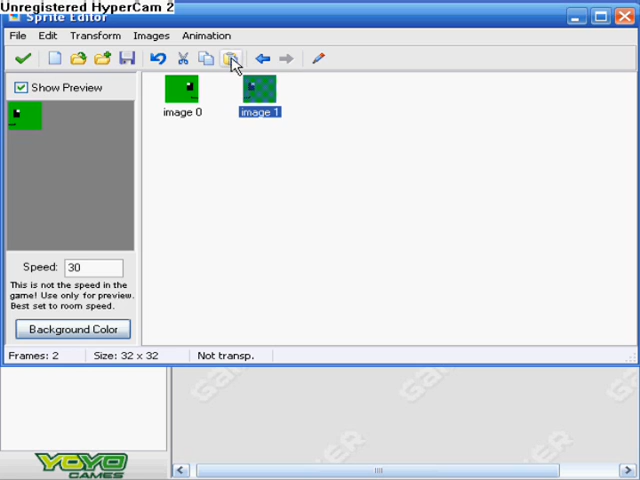 Unregistered HyperCam 2
Sprite Editor
File Edit Transform Images Animation
Show Preview
image 0 image 1
Speed: 30
This is not the speed in the
game! Use only for preview.
Best set to room speed.
Background Color
Frames: 2 Size: 32 x 32 Not transp.
YOYO
GAMES